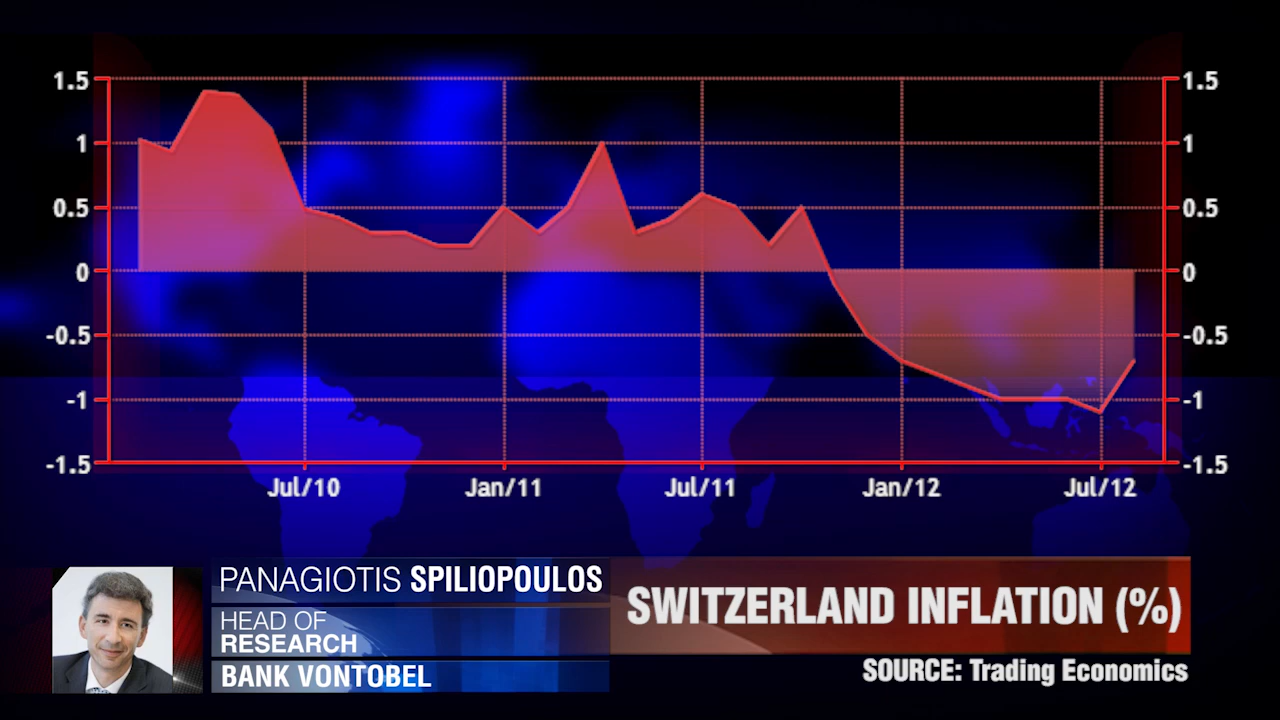 1.5 1.5
1 1
0.5 0.5
0 0
-0.5 -0.5
-1 -1
-1.5 -1.5
Jul/10 Jan/11 Jul/11 Jan/12 Jul/12
PANAGIOTIS SPILIOPOULOS
HEAD OF
RESEARCH
BANK VONTOBEL
SWITZERLAND INFLATION (%)
SOURCE: Trading Economics